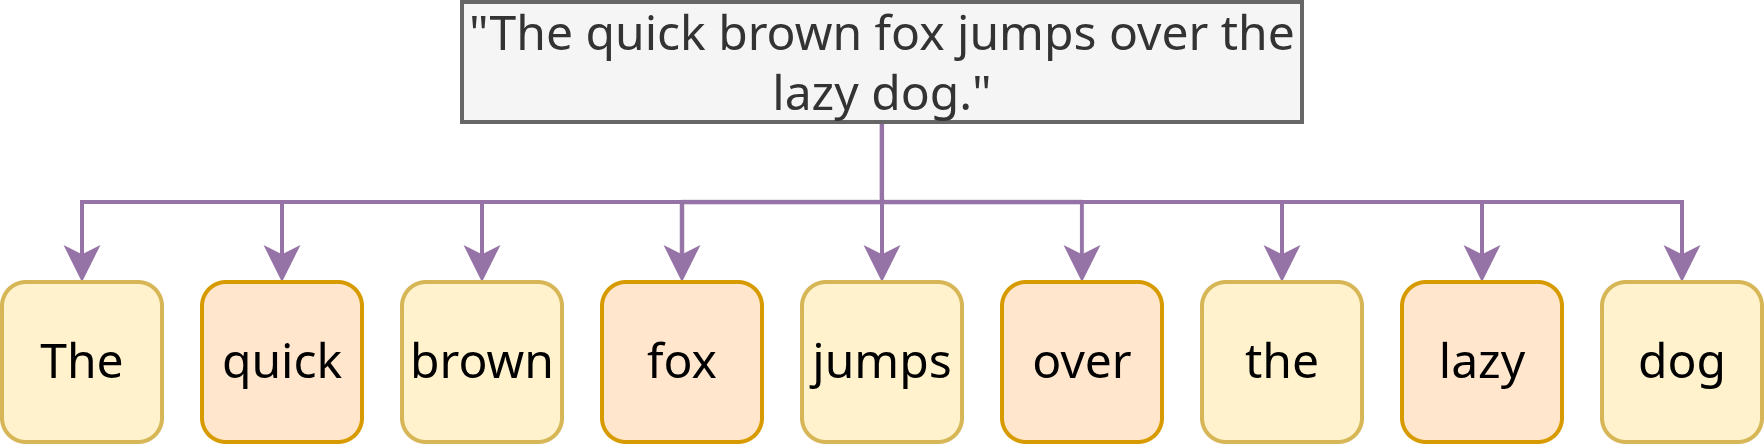 "The quick brown fox jumps over the
lazy dog."
The quick brown fox jumps over the lazy dog